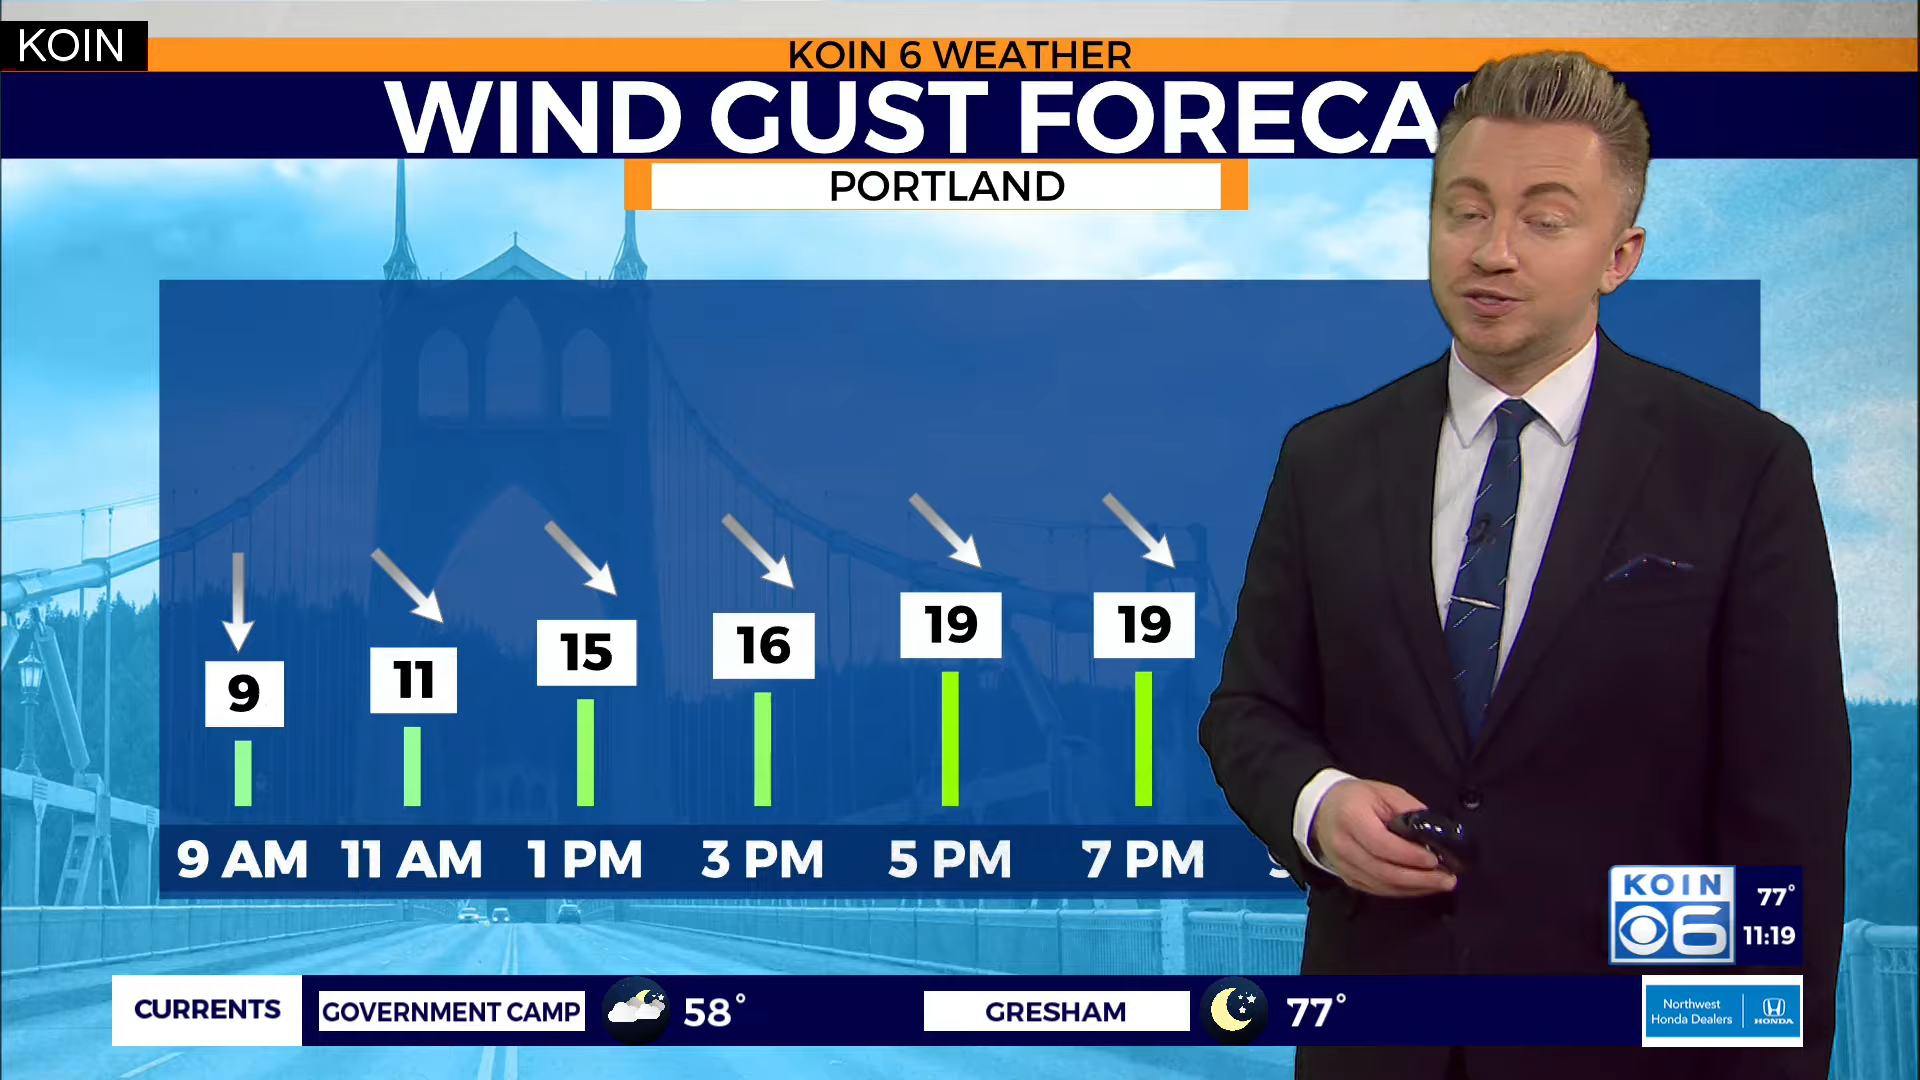 KOIN
KOIN 6 WEATHER
WIND GUST FORECA
PORTLAND
9 11 15 16 19 19
9 AM 11 AM 1 PM 3 PM 5 PM 7 PM
KOIN
6
77°
11:19
CURRENTS GOVERNMENT CAMP 58° GRESHAM 77°
Northwest
Honda Dealers
HONDA